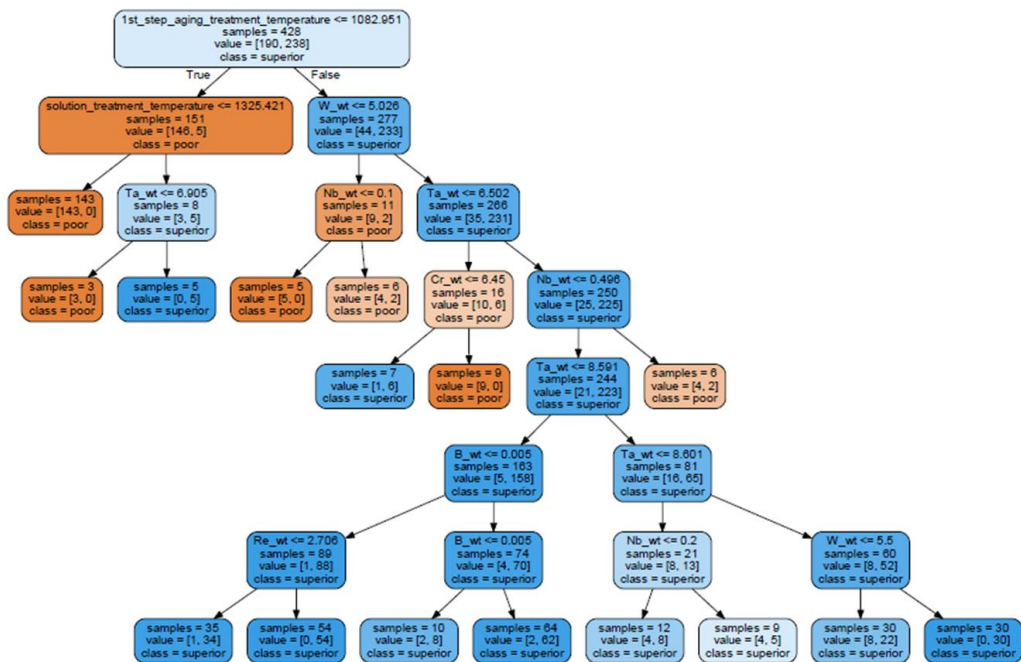 1st_step_aging_treatment_temperature <= 1082.951
samples = 428
value = [190, 238]
class = superior
True
False
solution_treatment_temperature <= 1325.421
samples = 151
value = [146, 5]
class = poor
W_wt <= 5.026
samples = 277
value = [44, 233]
class = superior
samples = 143
value = [143, 0]
class = poor
Ta_wt <= 6.905
samples = 8
value = [3, 5]
class = superior
Nb_wt <= 0.1
samples = 11
value = [9, 2]
class = poor
Ta_wt <= 6.502
samples = 266
value = [35, 231]
class = superior
samples = 3
value = [3, 0]
class = poor
samples = 5
value = [0, 5]
class = superior
samples = 5
value = [5, 0]
class = poor
samples = 6
value = [4, 2]
class = poor
Cr_wt <= 6.45
samples = 16
value = [10, 6]
class = poor
Nb_wt <= 0.496
samples = 250
value = [25, 225]
class = superior
samples = 7
value = [1, 6]
class = superior
samples = 9
value = [9, 0]
class = poor
Ta_wt <= 8.591
samples = 244
value = [21, 223]
class = superior
samples = 6
value = [4, 2]
class = poor
B_wt <= 0.005
samples = 163
value = [5, 158]
class = superior
Ta_wt <= 8.601
samples = 81
value = [16, 65]
class = superior
Re_wt <= 2.706
samples = 89
value = [1, 88]
class = superior
B_wt <= 0.005
samples = 74
value = [4, 70]
class = superior
Nb_wt <= 0.2
samples = 21
value = [8, 13]
class = superior
W_wt <= 5.5
samples = 60
value = [8, 52]
class = superior
samples = 35
value = [1, 34]
class = superior
samples = 54
value = [0, 54]
class = superior
samples = 10
value = [2, 8]
class = superior
samples = 64
value = [2, 62]
class = superior
samples = 12
value = [4, 8]
class = superior
samples = 9
value = [4, 5]
class = superior
samples = 30
value = [8, 22]
class = superior
samples = 30
value = [0, 30]
class = superior